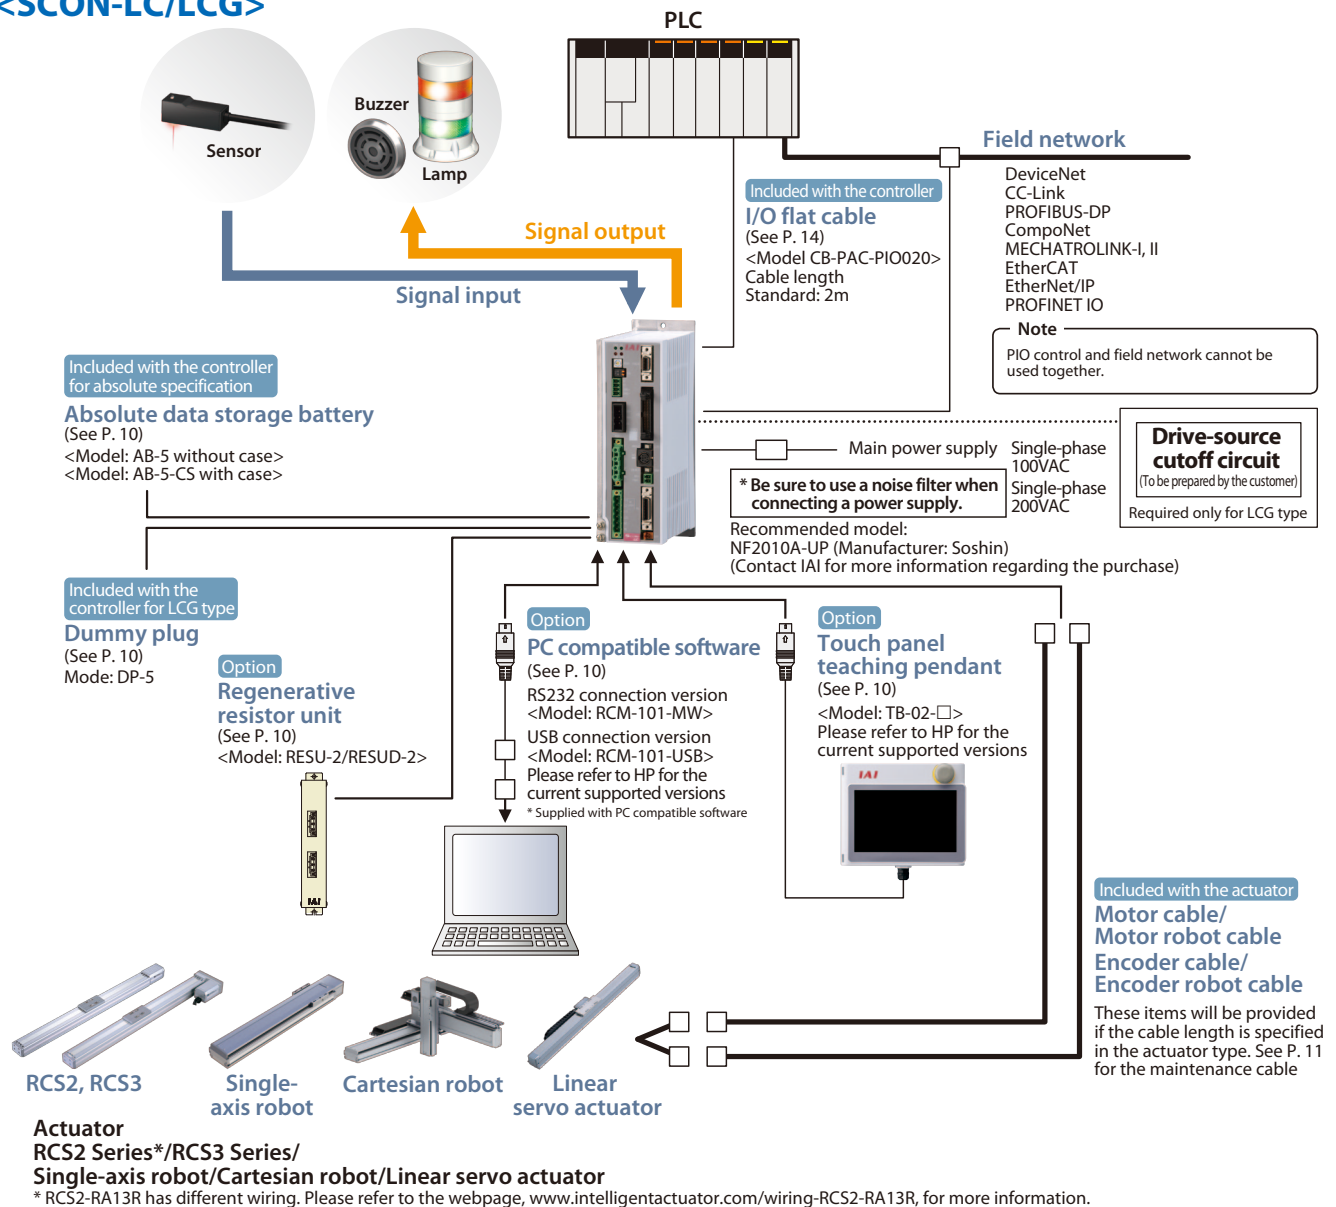 <SCON-LC/LCG>
PLC
Buzzer
Sensor
Lamp
Field network
DeviceNet
CC-Link
PROFIBUS-DP
CompoNet
MECHATROLINK-I, II
EtherCAT
EtherNet/IP
PROFINET IO
Included with the controller
I/O flat cable
(See P. 14)
<Model CB-PAC-PIO020>
Cable length
Standard: 2m
Signal output
Signal input
Note
PIO control and field network cannot be
used together.
IAI
Included with the controller
for absolute specification
Absolute data storage battery
(See P. 10)
<Model: AB-5 without case>
<Model: AB-5-CS with case>
Main power supply
Single-phase
100VAC
Single-phase
200VAC
* Be sure to use a noise filter when
connecting a power supply.
Recommended model:
NF2010A-UP (Manufacturer: Soshin)
(Contact IAI for more information regarding the purchase)
Drive-source
cutoff circuit
(To be prepared by the customer)
Required only for LCG type
Included with the
controller for LCG type
Dummy plug
(See P. 10)
Mode: DP-5
Option
Regenerative
resistor unit
(See P. 10)
<Model: RESU-2/RESUD-2>
IAI
Option
PC compatible software
(See P. 10)
RS232 connection version
<Model: RCM-101-MW>
USB connection version
<Model: RCM-101-USB>
Please refer to HP for the
current supported versions
* Supplied with PC compatible software
Option
Touch panel
teaching pendant
(See P. 10)
<Model: TB-02-□>
Please refer to HP for the
current supported versions
IAI
Included with the actuator
Motor cable/
Motor robot cable
Encoder cable/
Encoder robot cable
These items will be provided
if the cable length is specified
in the actuator type. See P. 11
for the maintenance cable
RCS2, RCS3
Single-
axis robot
Cartesian robot
Linear
servo actuator
Actuator
RCS2 Series*/RCS3 Series/
Single-axis robot/Cartesian robot/Linear servo actuator
* RCS2-RA13R has different wiring. Please refer to the webpage, www.intelligentactuator.com/wiring-RCS2-RA13R, for more information.